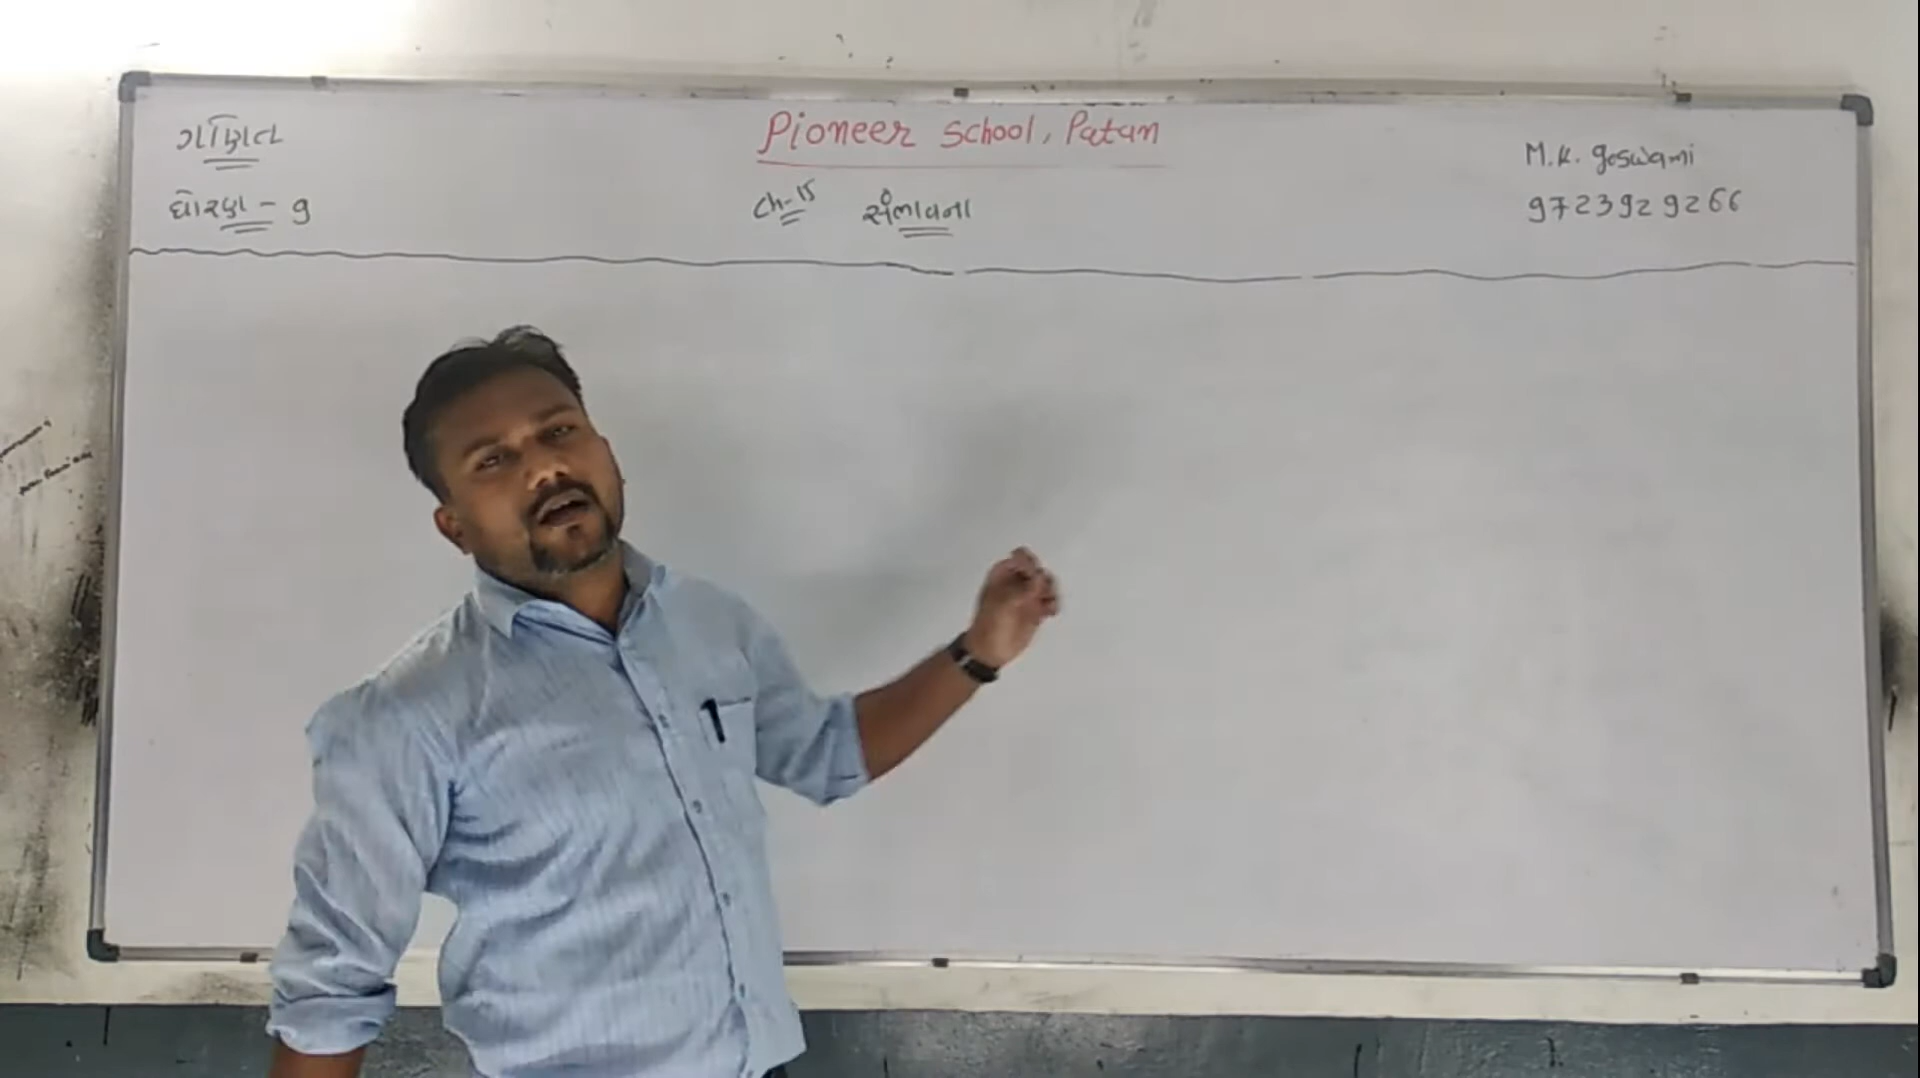 ગણિત
ધોરણ - 9
Pioneer School, Patan
Ch-15 સંભાવના
M.K. Goswami
9723929266